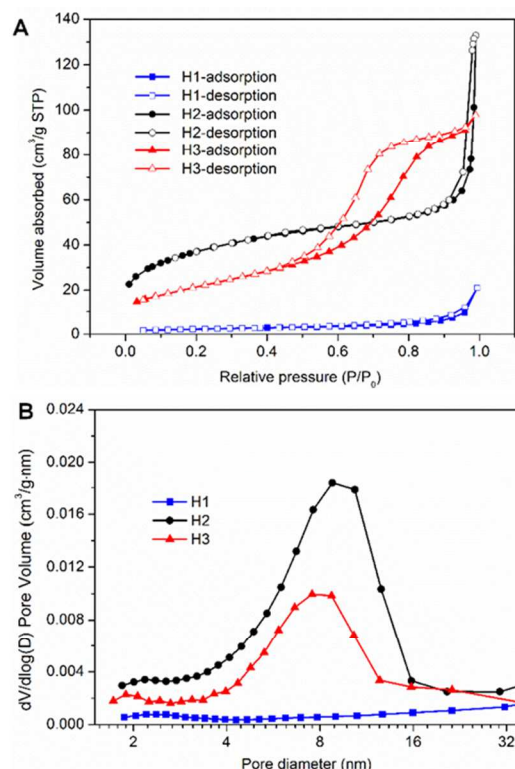 A
Volume absorbed (cm³/g STP)
140
120
100
80
60
40
20
0
H1-adsorption
H1-desorption
H2-adsorption
H2-desorption
H3-adsorption
H3-desorption
0.0 0.2 0.4 0.6 0.8 1.0
Relative pressure (P/P₀)
B
dV/dlog(D) Pore Volume (cm³/g·nm)
0.024
0.020
0.016
0.012
0.008
0.004
0.000
H1
H2
H3
2 4 8 16 32
Pore diameter (nm)